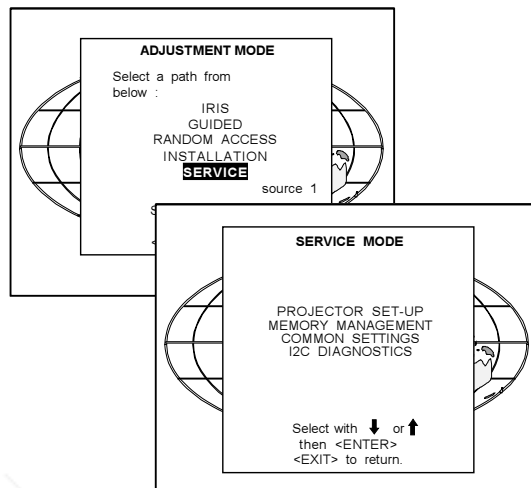 ADJUSTMENT MODE
Select a path from
below :
IRIS
GUIDED
RANDOM ACCESS
INSTALLATION
SERVICE
source 1
SERVICE MODE
PROJECTOR SET-UP
MEMORY MANAGEMENT
COMMON SETTINGS
I2C DIAGNOSTICS
Select with ↓ or ↑
then <ENTER>
<EXIT> to return.